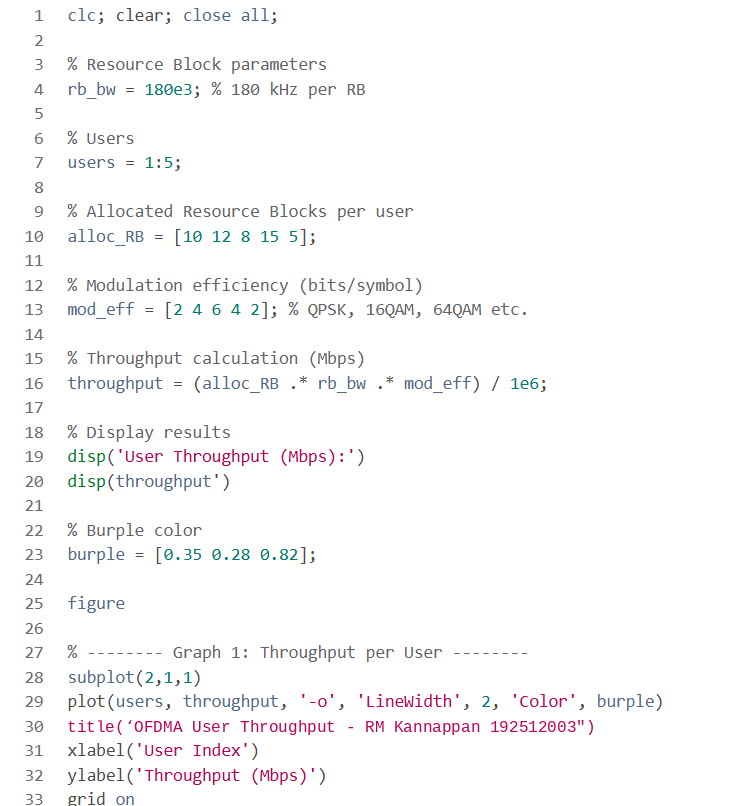 1 clc; clear; close all;
2
3 % Resource Block parameters
4 rb_bw = 180e3; % 180 kHz per RB
5
6 % Users
7 users = 1:5;
8
9 % Allocated Resource Blocks per user
10 alloc_RB = [10 12 8 15 5];
11
12 % Modulation efficiency (bits/symbol)
13 mod_eff = [2 4 6 4 2]; % QPSK, 16QAM, 64QAM etc.
14
15 % Throughput calculation (Mbps)
16 throughput = (alloc_RB .* rb_bw .* mod_eff) / 1e6;
17
18 % Display results
19 disp('User Throughput (Mbps):')
20 disp(throughput')
21
22 % Burple color
23 burple = [0.35 0.28 0.82];
24
25 figure
26
27 % -------- Graph 1: Throughput per User --------
28 subplot(2,1,1)
29 plot(users, throughput, '-o', 'LineWidth', 2, 'Color', burple)
30 title(‘OFDMA User Throughput - RM Kannappan 192512003")
31 xlabel('User Index')
32 ylabel('Throughput (Mbps)')
33 grid on